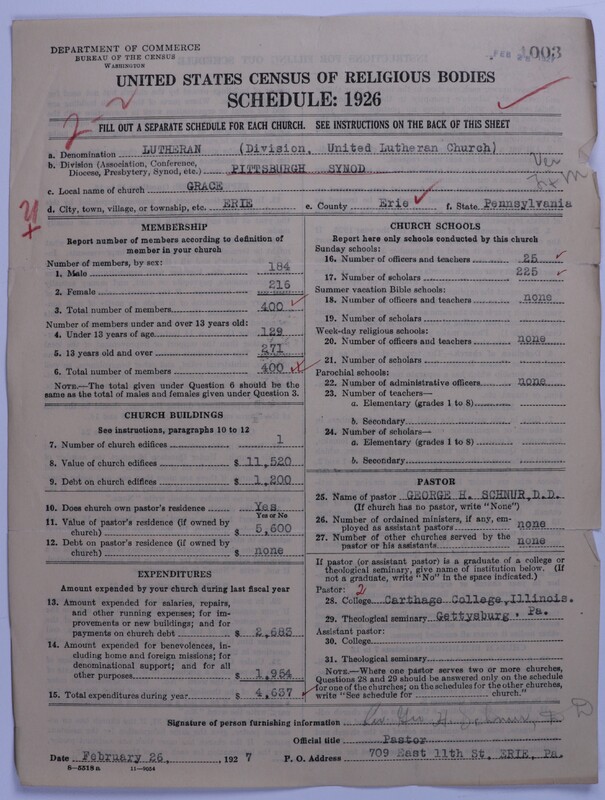 DEPARTMENT OF COMMERCE
BUREAU OF THE CENSUS
WASHINGTON
FEB 28 1927
1003
UNITED STATES CENSUS OF RELIGIOUS BODIES
SCHEDULE: 1926
2-2
FILL OUT A SEPARATE SCHEDULE FOR EACH CHURCH. SEE INSTRUCTIONS ON THE BACK OF THIS SHEET
a. Denomination LUTHERAN (Division, United Lutheran Church)
b. Division (Association, Conference, Diocese, Presbytery, Synod, etc.) PITTSBURGH SYNOD
Ver
c. Local name of church GRACE
d. City, town, village, or township, etc. ERIE e. County Erie f. State Pennsylvania
MEMBERSHIP
Report number of members according to definition of member in your church
Number of members, by sex:
1. Male 184
2. Female 216
3. Total number of members 400
Number of members under and over 13 years old:
4. Under 13 years of age 129
5. 13 years old and over 271
6. Total number of members 400
NOTE.—The total given under Question 6 should be the same as the total of males and females given under Question 3.
CHURCH BUILDINGS
See instructions, paragraphs 10 to 12
7. Number of church edifices 1
8. Value of church edifices $ 11,520
9. Debt on church edifices $ 1,200
10. Does church own pastor's residence Yes
Yes or No
11. Value of pastor's residence (if owned by church) $ 5,600
12. Debt on pastor's residence (if owned by church) $ none
EXPENDITURES
Amount expended by your church during last fiscal year
13. Amount expended for salaries, repairs, and other running expenses; for improvements or new buildings; and for payments on church debt $ 2,683
14. Amount expended for benevolences, including home and foreign missions; for denominational support; and for all other purposes $ 1,954
15. Total expenditures during year $ 4,637
CHURCH SCHOOLS
Report here only schools conducted by this church
Sunday schools:
16. Number of officers and teachers 25
17. Number of scholars 225
Summer vacation Bible schools:
18. Number of officers and teachers none
19. Number of scholars
Week-day religious schools:
20. Number of officers and teachers none
21. Number of scholars
Parochial schools:
22. Number of administrative officers none
23. Number of teachers—
a. Elementary (grades 1 to 8)
b. Secondary
24. Number of scholars—
a. Elementary (grades 1 to 8)
b. Secondary
PASTOR
25. Name of pastor GEORGE H. SCHNUR, D.D.
(If church has no pastor, write "None")
26. Number of ordained ministers, if any, employed as assistant pastors none
27. Number of other churches served by the pastor or his assistants none
If pastor (or assistant pastor) is a graduate of a college or theological seminary, give name of institution below. (If not a graduate, write "No" in the space indicated.)
Pastor: 2
28. College Carthage College, Illinois.
29. Theological seminary Gettysburg. Pa.
Assistant pastor:
30. College
31. Theological seminary
NOTE.—Where one pastor serves two or more churches, Questions 28 and 29 should be answered only on the schedule for one of the churches; on the schedules for the other churches, write "See schedule for church."
Signature of person furnishing information Rev. Geo H. Schnur, D D
Official title Pastor
Date February 26, 1927 P. O. Address 709 East 11th St, ERIE, Pa.
8—5518 a 11—9054